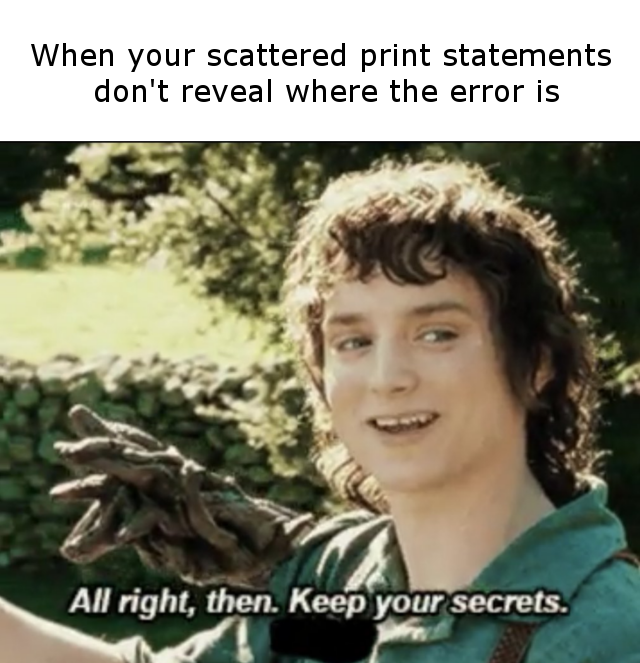 When your scattered print statements
don't reveal where the error is
All right, then. Keep your secrets.